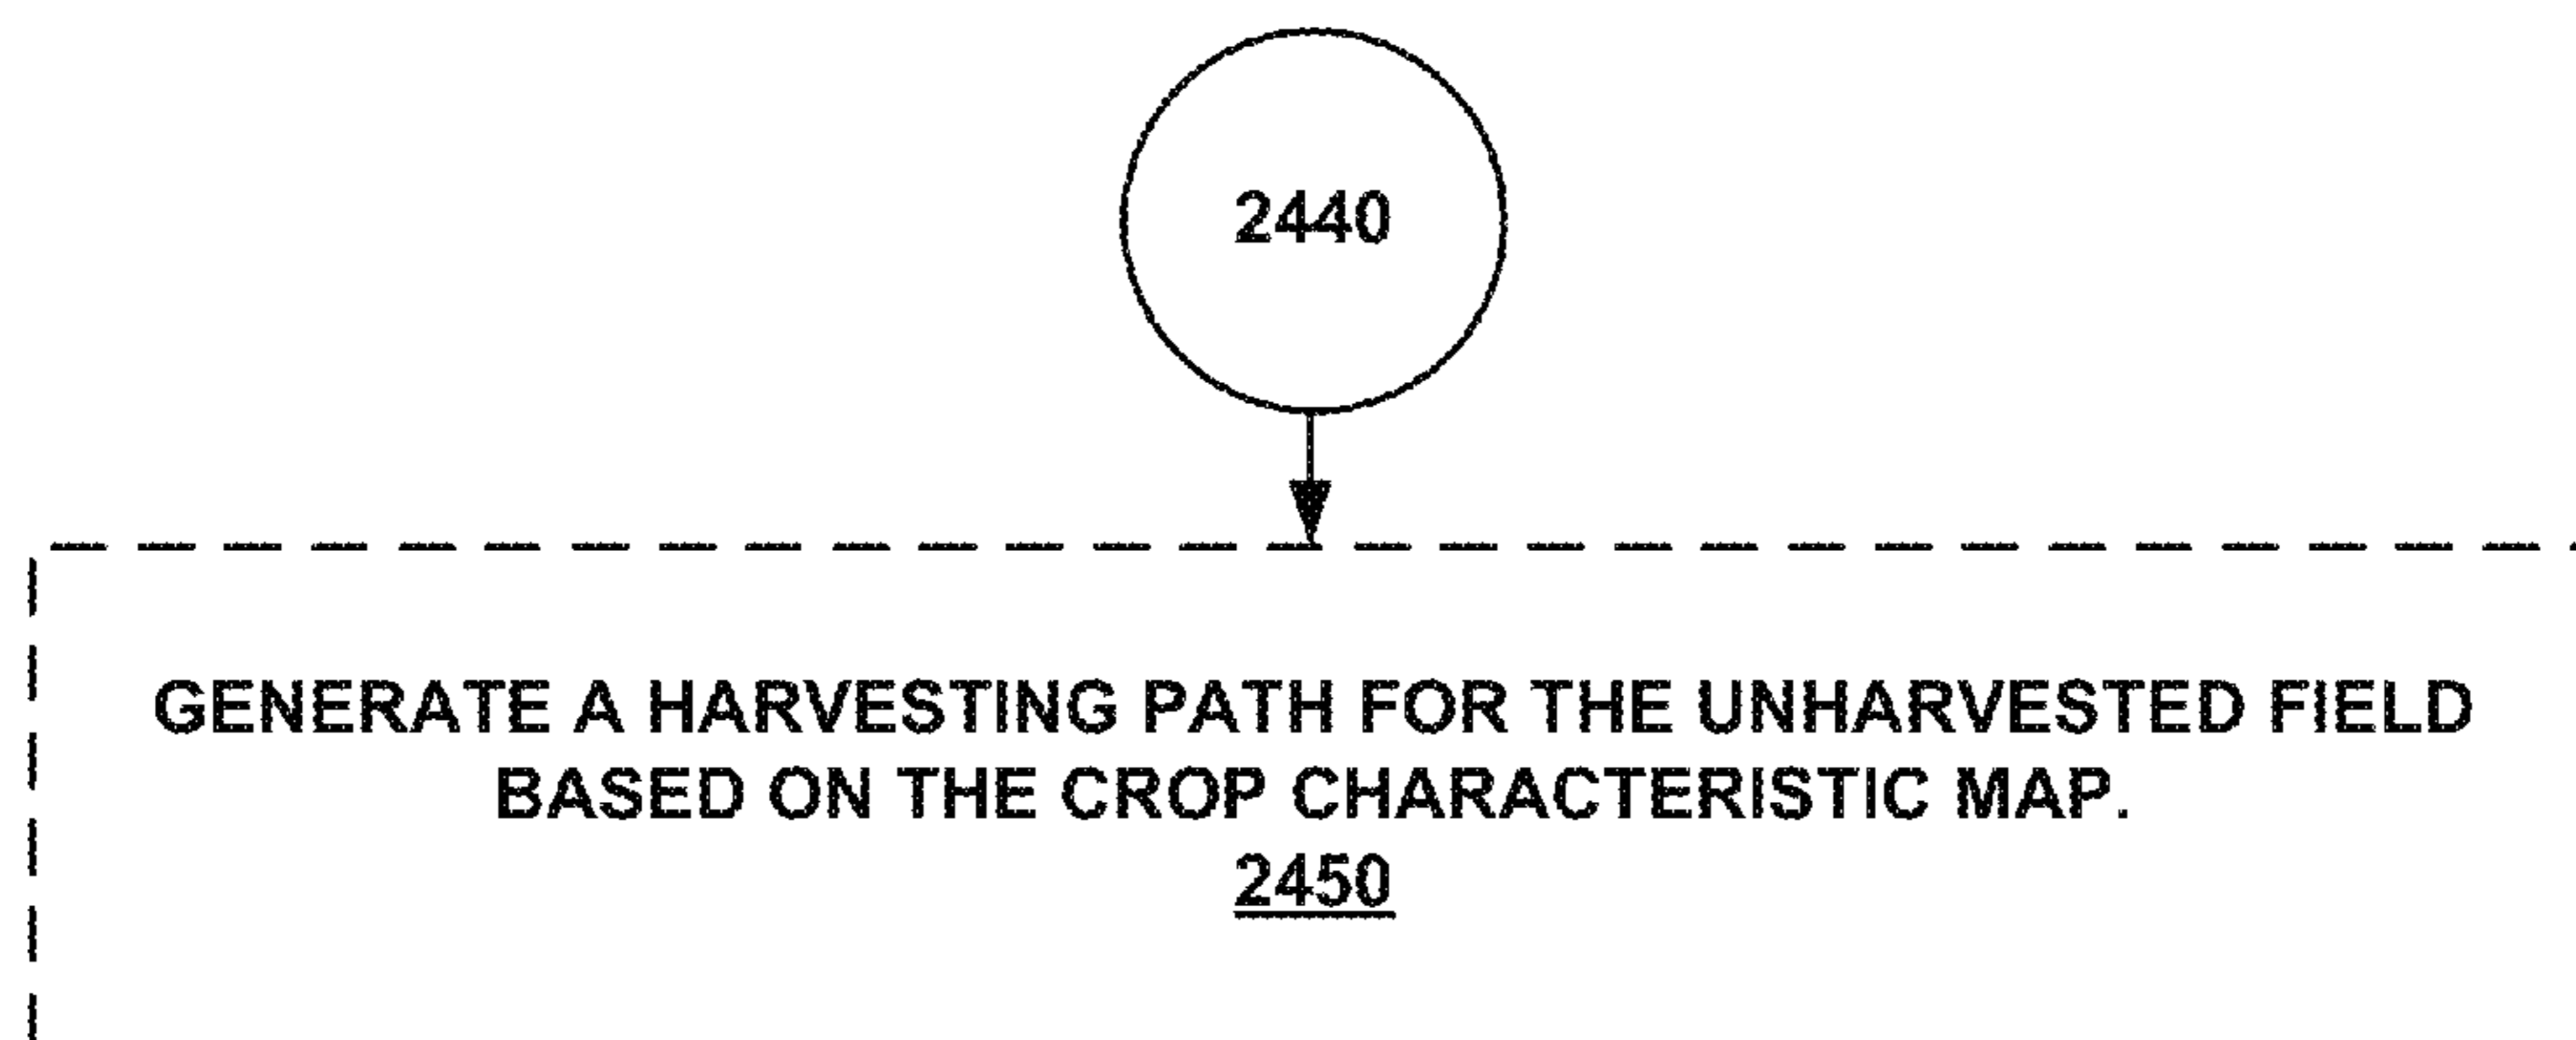 2440
GENERATE A HARVESTING PATH FOR THE UNHARVESTED FIELD
BASED ON THE CROP CHARACTERISTIC MAP.
2450